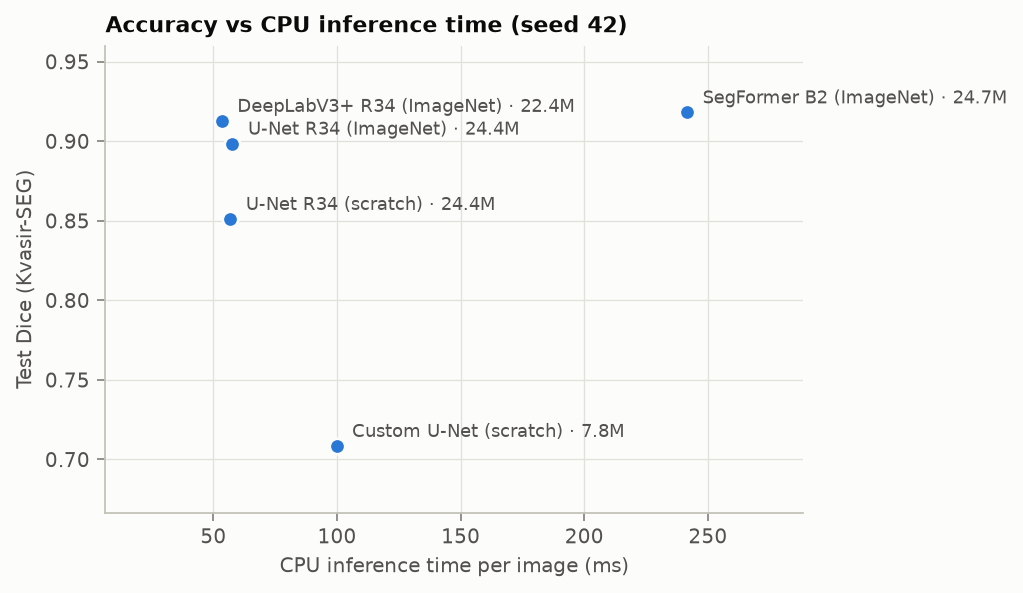 Accuracy vs CPU inference time (seed 42)
0.95
SegFormer B2 (ImageNet) · 24.7M
DeepLabV3+ R34 (ImageNet) · 22.4M
U-Net R34 (ImageNet) · 24.4M
0.90
U-Net R34 (scratch) · 24.4M
0.85
0.80
0.75
Custom U-Net (scratch) · 7.8M
0.70
Test Dice (Kvasir-SEG)
50 100 150 200 250
CPU inference time per image (ms)